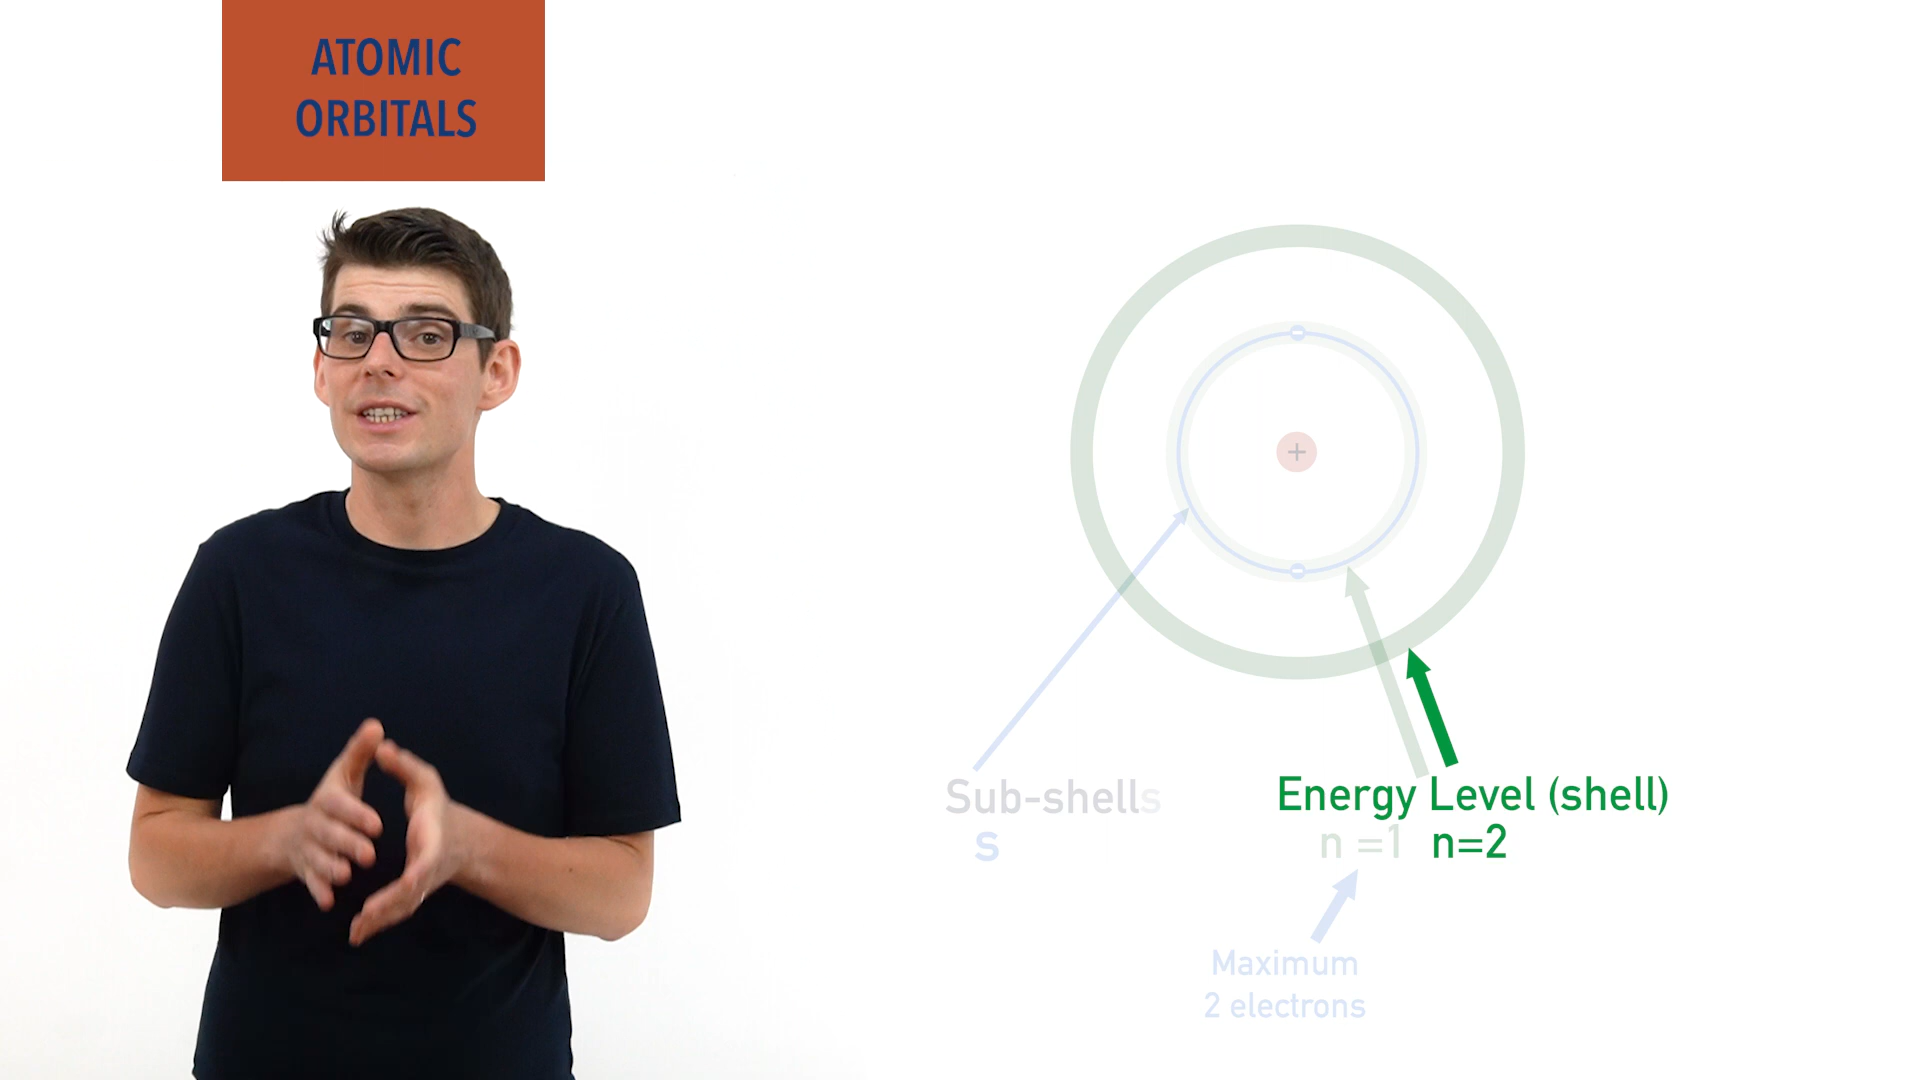 ATOMIC
ORBITALS
+
Sub-shells
s
Energy Level (shell)
n =1 n=2
Maximum
2 electrons